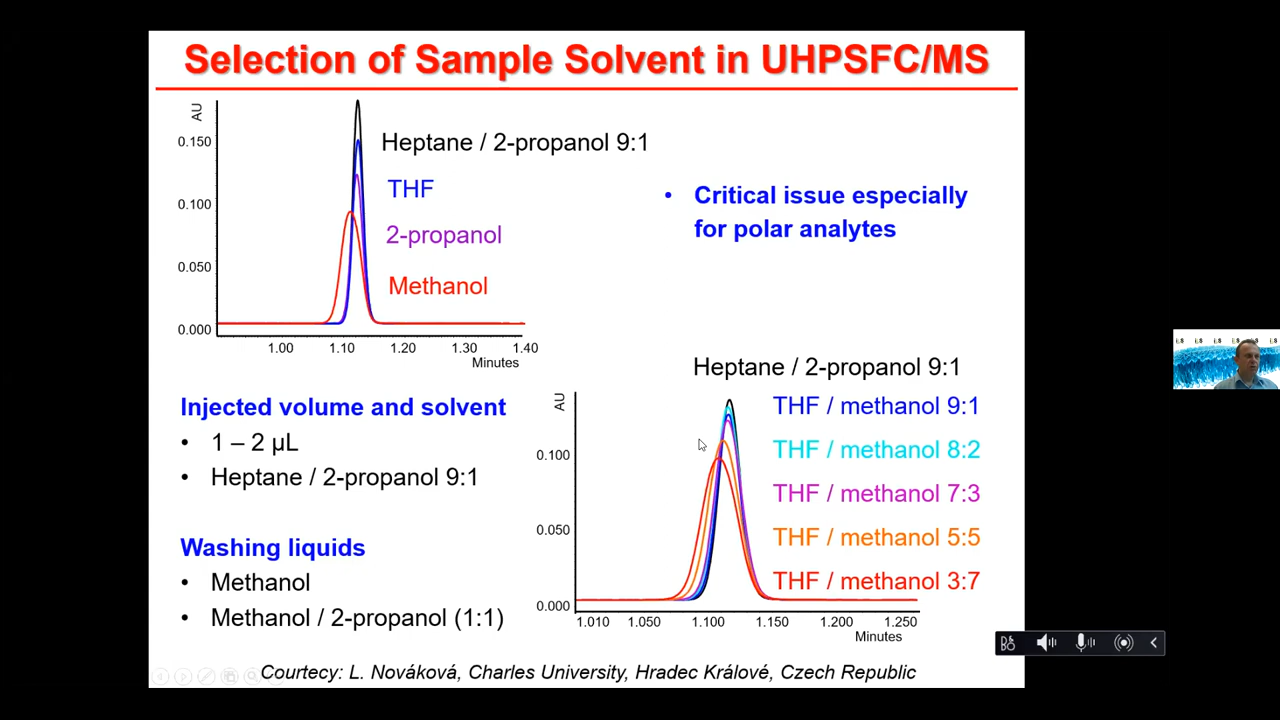 Selection of Sample Solvent in UHPSFC/MS
AU
0.150
0.100
0.050
0.000
1.00 1.10 1.20 1.30 1.40
Minutes
Heptane / 2-propanol 9:1
THF
2-propanol
Methanol
• Critical issue especially
for polar analytes
Injected volume and solvent
• 1 – 2 µL
• Heptane / 2-propanol 9:1
Washing liquids
• Methanol
• Methanol / 2-propanol (1:1)
Heptane / 2-propanol 9:1
THF / methanol 9:1
THF / methanol 8:2
THF / methanol 7:3
THF / methanol 5:5
THF / methanol 3:7
AU
0.100
0.050
0.000
1.010 1.050 1.100 1.150 1.200 1.250
Minutes
Courtecy: L. Nováková, Charles University, Hradec Králové, Czech Republic